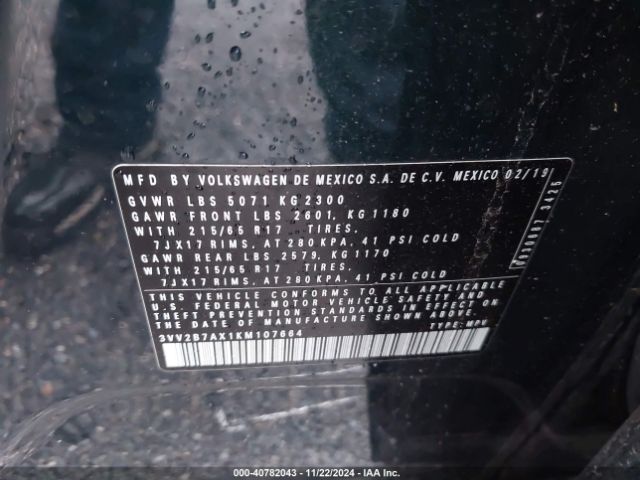 MFD BY VOLKSWAGEN DE MEXICO S.A. DE C.V. MEXICO 02/19
GVWR LBS 5071 KG 2300
GAWR FRONT LBS 2601, KG 1180
WITH 215/65 R17 TIRES,
7JX17 RIMS, AT 280 KPA, 41 PSI COLD
GAWR REAR LBS 2579, KG 1170
WITH 215/65 R17 TIRES,
7JX17 RIMS, AT 280 KPA, 41 PSI COLD
THIS VEHICLE CONFORMS TO ALL APPLICABLE
U.S. FEDERAL MOTOR VEHICLE SAFETY AND
THEFT PREVENTION STANDARDS IN EFFECT ON
THE DATE OF MANUFACTURE SHOWN ABOVE.
3VV2B7AX1KM107664 TYPE: MPV
000-40782043 - 11/22/2024 - IAA Inc.